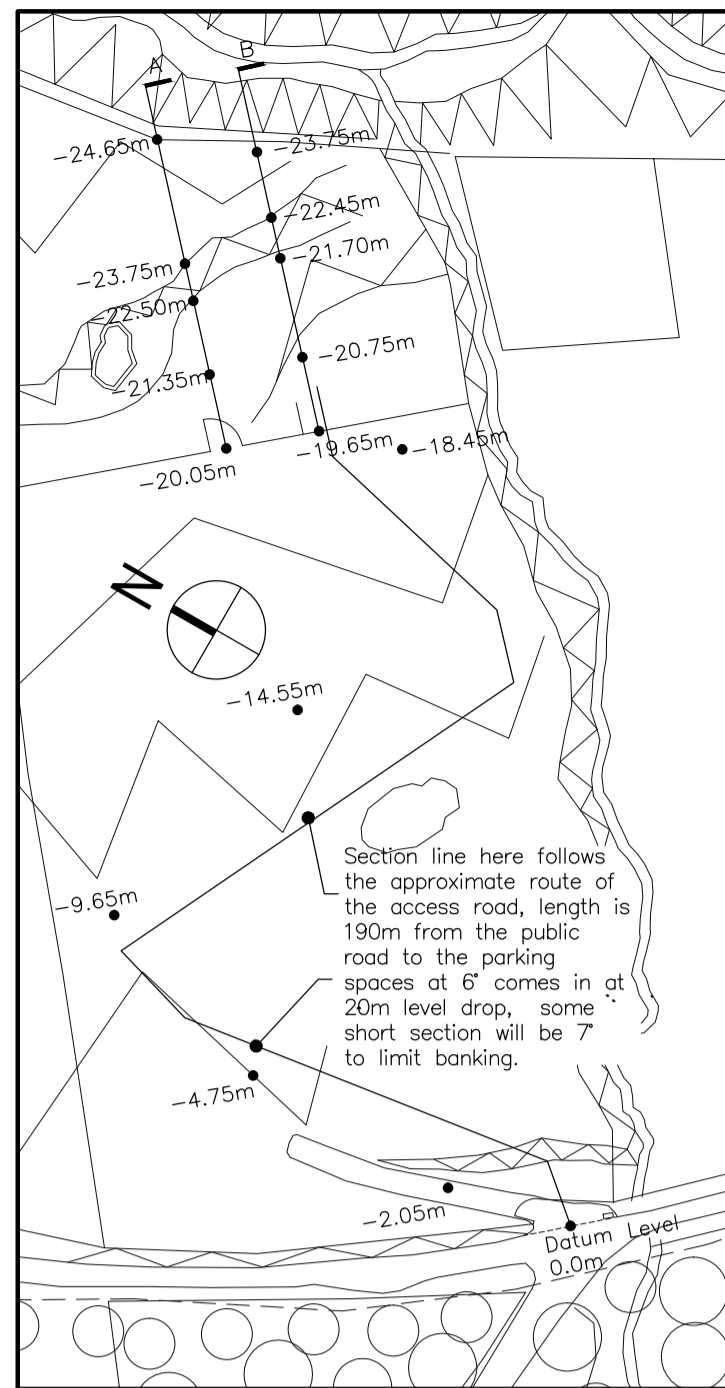 A
B
-24.65m
-23.75m
-22.45m
-21.70m
-23.75m
-22.50m
-20.75m
-21.35m
-19.65m
-18.45m
-20.05m
N
-14.55m
Section line here follows
the approximate route of
the access road, length is
190m from the public
road to the parking
spaces at 6° comes in at
20m level drop, some
short section will be 7°
to limit banking.
-9.65m
-4.75m
-2.05m
Datum Level
0.0m